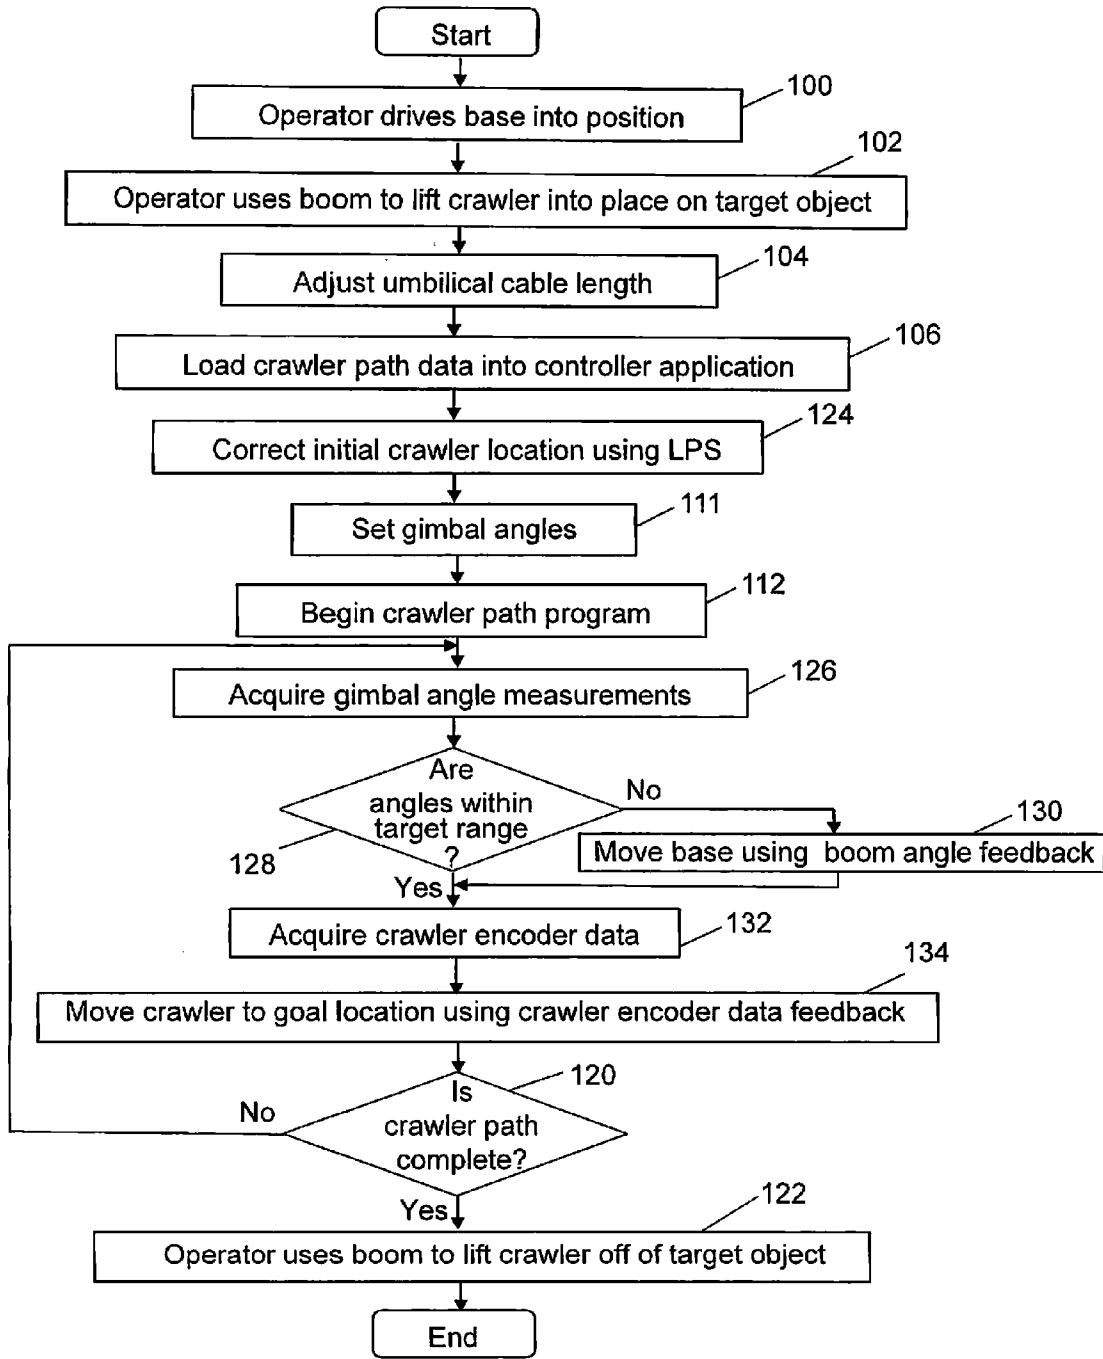 Start
100
Operator drives base into position
102
Operator uses boom to lift crawler into place on target object
104
Adjust umbilical cable length
106
Load crawler path data into controller application
124
Correct initial crawler location using LPS
111
Set gimbal angles
112
Begin crawler path program
126
Acquire gimbal angle measurements
Are
angles within
target range
?
No
128
130
Move base using boom angle feedback
Yes
132
Acquire crawler encoder data
134
Move crawler to goal location using crawler encoder data feedback
120
Is
crawler path
complete?
No
Yes
122
Operator uses boom to lift crawler off of target object
End